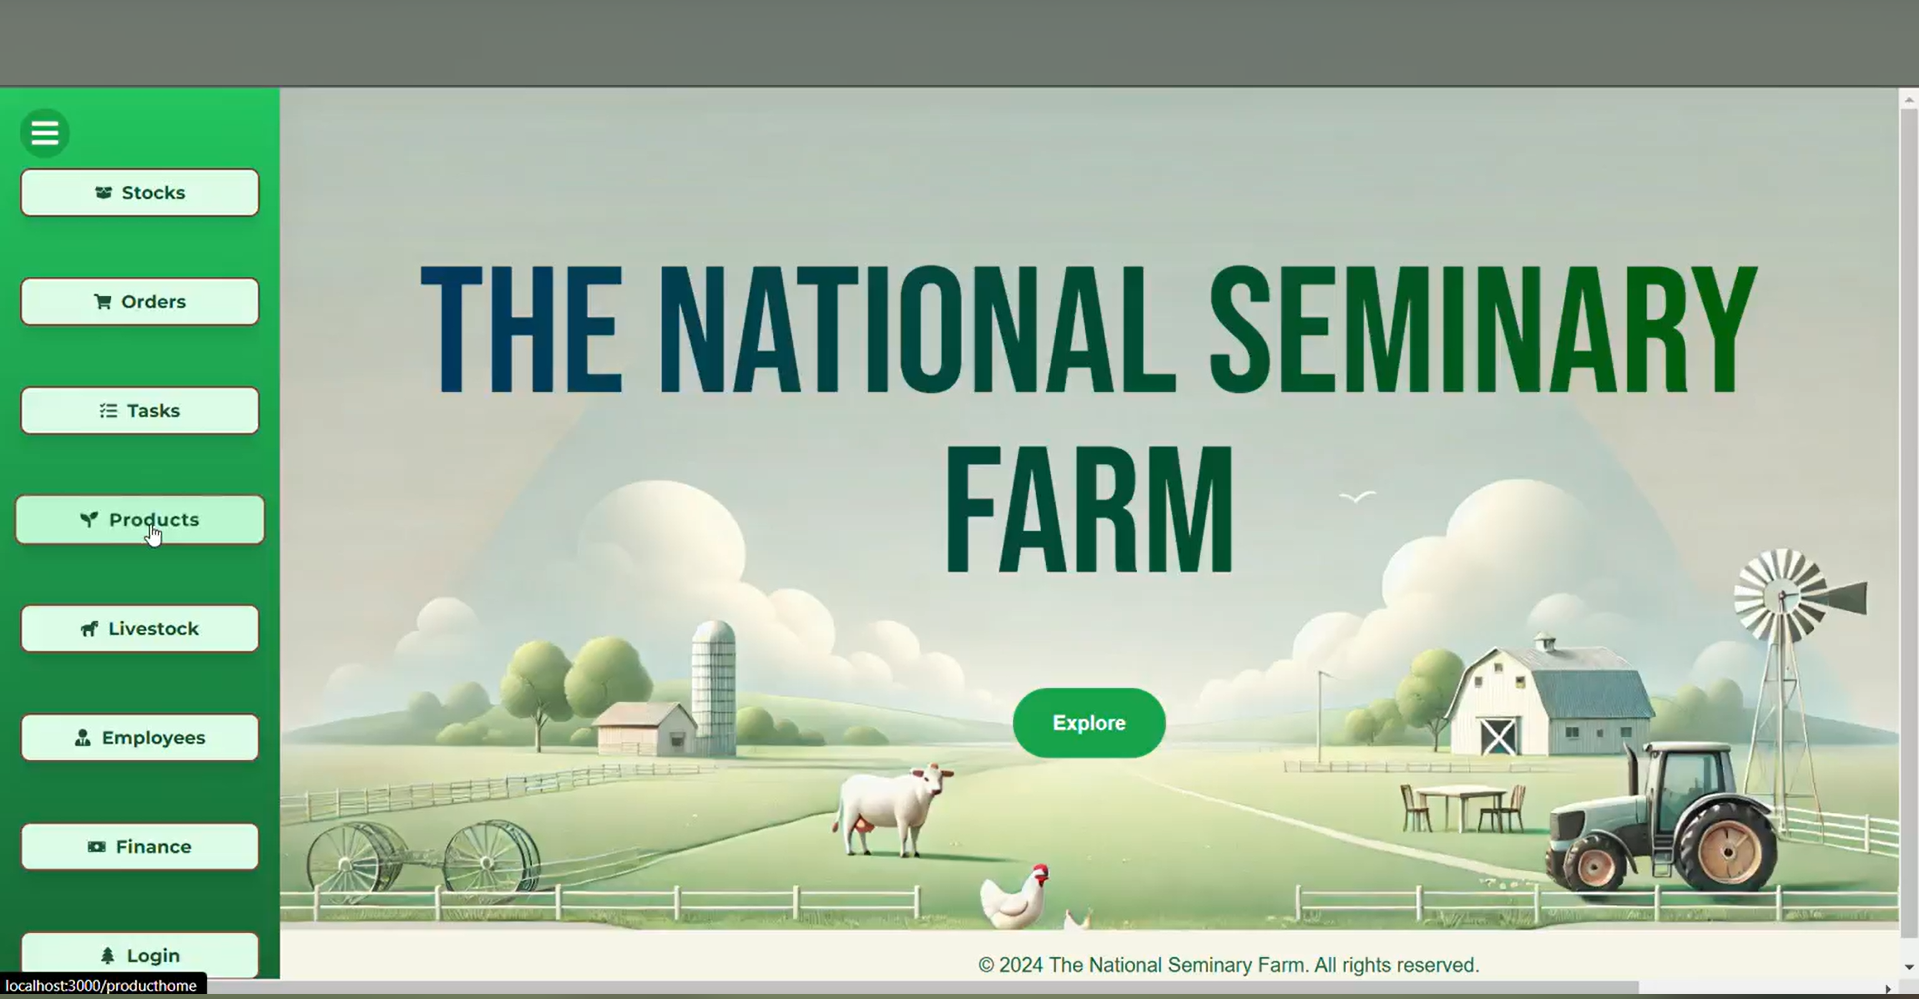 Stocks
Orders
Tasks
Products
Livestock
Employees
Finance
Login
THE NATIONAL SEMINARY
FARM
Explore
© 2024 The National Seminary Farm. All rights reserved.
localhost:3000/producthome